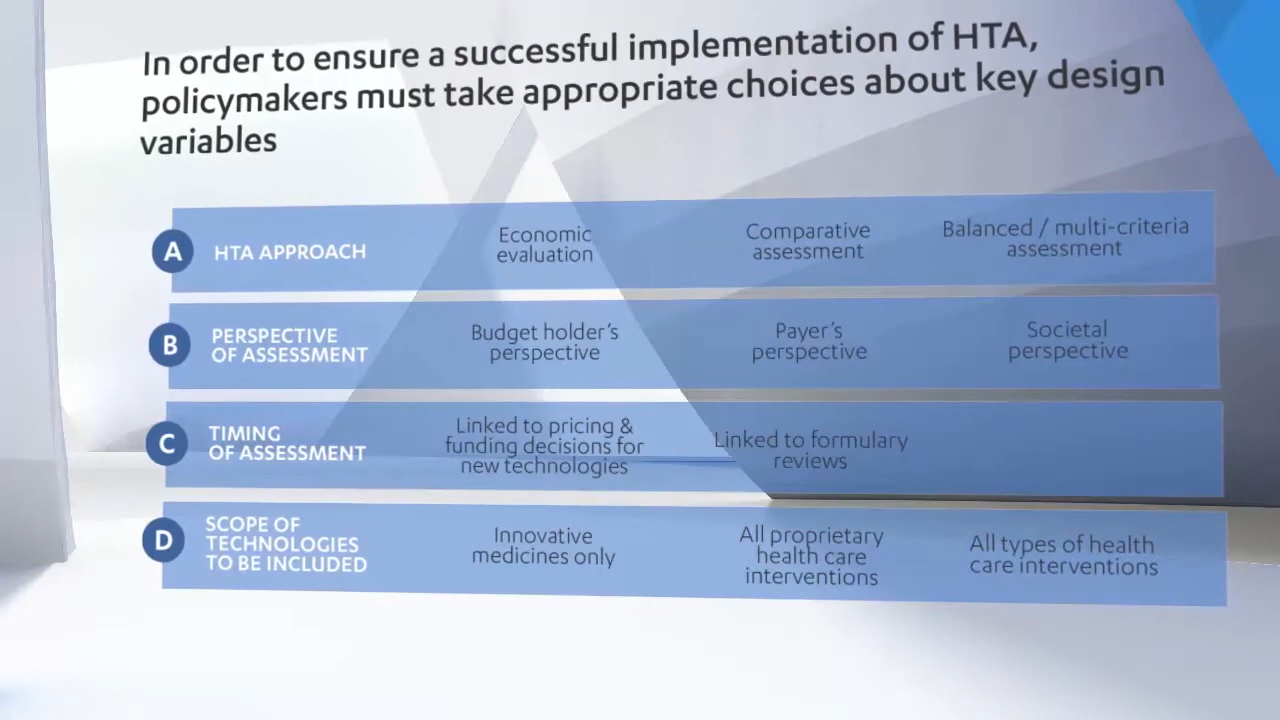 In order to ensure a successful implementation of HTA,
policymakers must take appropriate choices about key design
variables
A
HTA APPROACH
Economic
evaluation
Comparative
assessment
Balanced / multi-criteria
assessment
B
PERSPECTIVE
OF ASSESSMENT
Budget holder's
perspective
Payer's
perspective
Societal
perspective
C
TIMING
OF ASSESSMENT
Linked to pricing &
funding decisions for
new technologies
Linked to formulary
reviews
D
SCOPE OF
TECHNOLOGIES
TO BE INCLUDED
Innovative
medicines only
All proprietary
health care
interventions
All types of health
care interventions